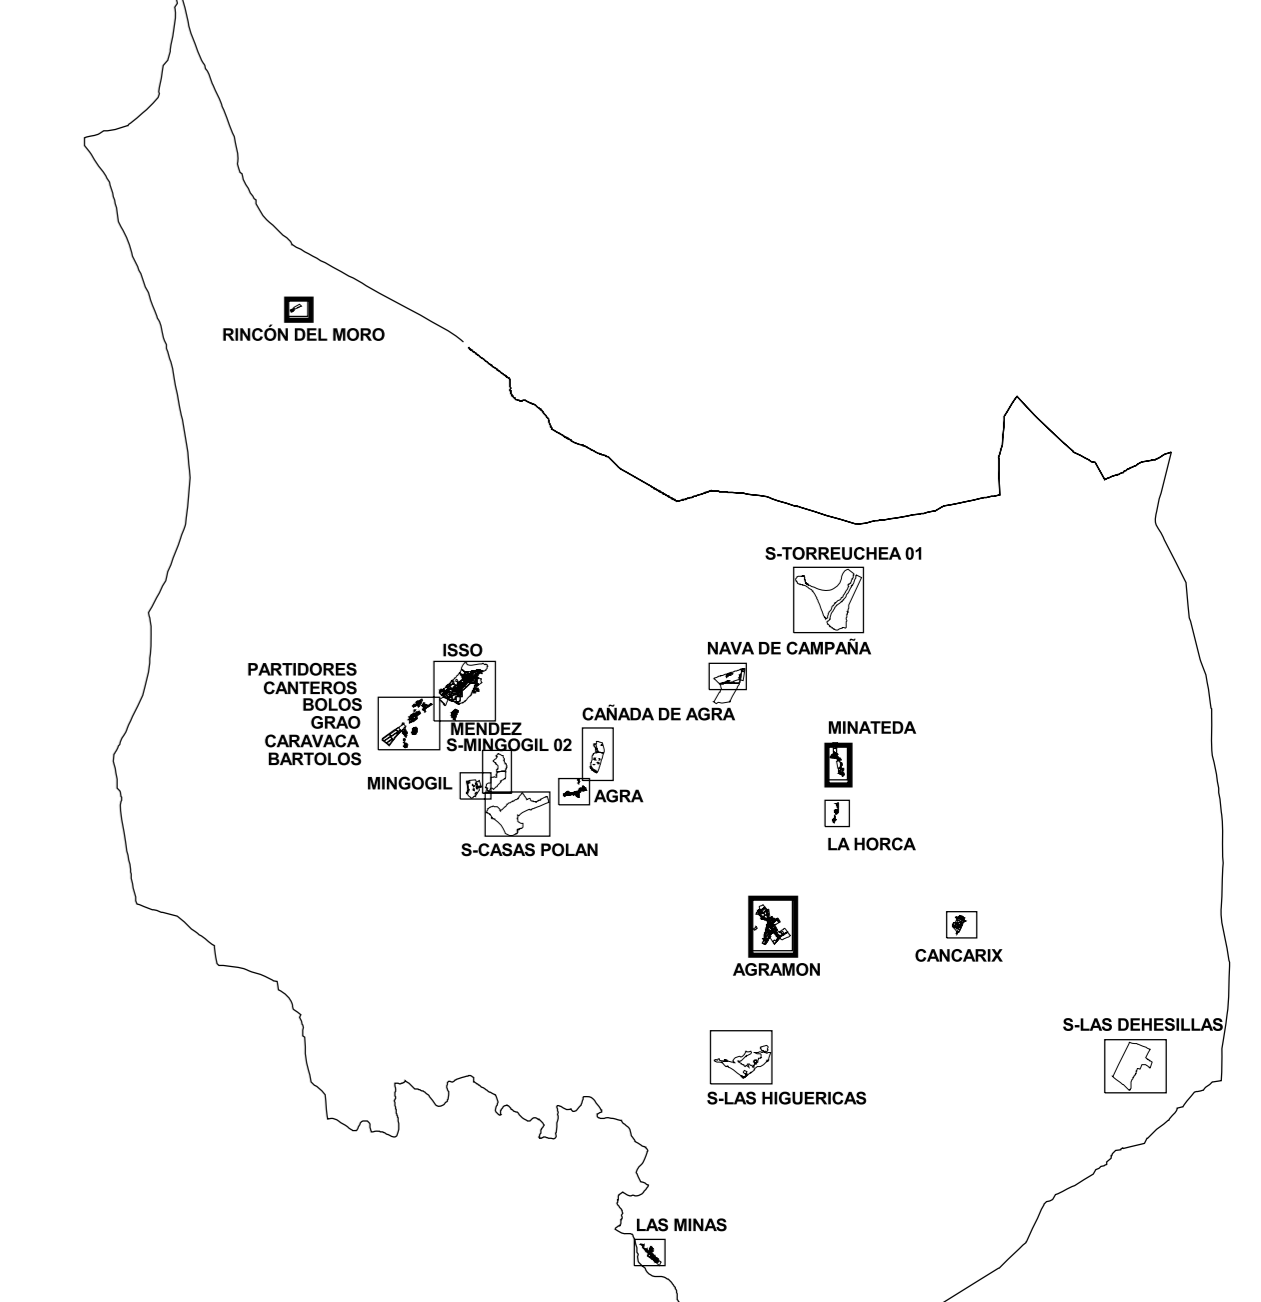 RINCÓN DEL MORO
S-TORREUCHEA 01
NAVA DE CAMPAÑA
ISSO
PARTIDORES
CANTEROS
BOLOS
GRAO
CARAVACA
BARTOLOS
MENDEZ
S-MINGOGIL 02
CAÑADA DE AGRA
MINATEDA
MINGOGIL
AGRA
LA HORCA
S-CASAS POLAN
AGRAMON
CANCARIX
S-LAS DEHESILLAS
S-LAS HIGUERICAS
LAS MINAS